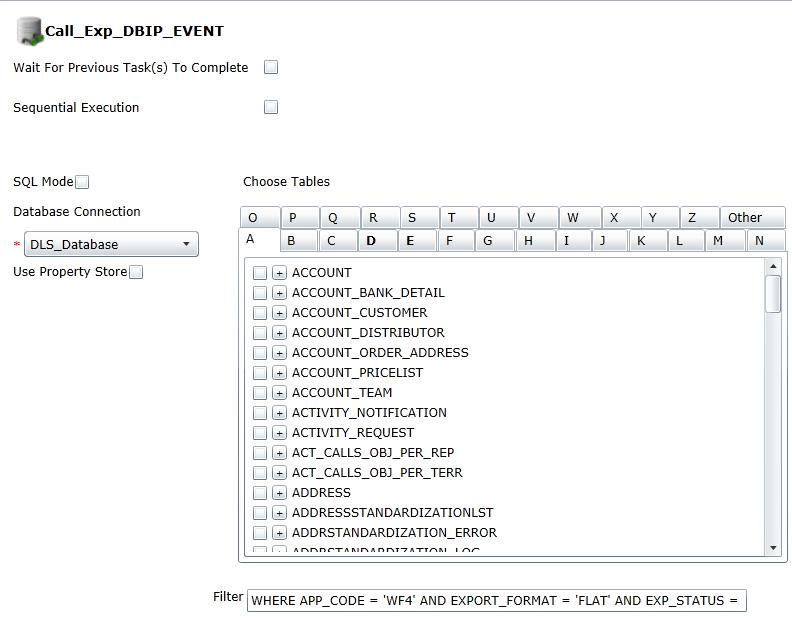 Call_Exp_DBIP_EVENT
Wait For Previous Task(s) To Complete
Sequential Execution
SQL Mode
Choose Tables
Database Connection
O P Q R S T U V W X Y Z Other
A B C D E F G H I J K L M N
* DLS_Database
Use Property Store
ACCOUNT
ACCOUNT_BANK_DETAIL
ACCOUNT_CUSTOMER
ACCOUNT_DISTRIBUTOR
ACCOUNT_ORDER_ADDRESS
ACCOUNT_PRICELIST
ACCOUNT_TEAM
ACTIVITY_NOTIFICATION
ACTIVITY_REQUEST
ACT_CALLS_OBJ_PER_REP
ACT_CALLS_OBJ_PER_TERR
ADDRESS
ADDRESSSTANDARDIZATIONLST
ADDRSTANDARDIZATION_ERROR
ADDRSTANDARDIZATION_LOG
Filter WHERE APP_CODE = 'WF4' AND EXPORT_FORMAT = 'FLAT' AND EXP_STATUS =